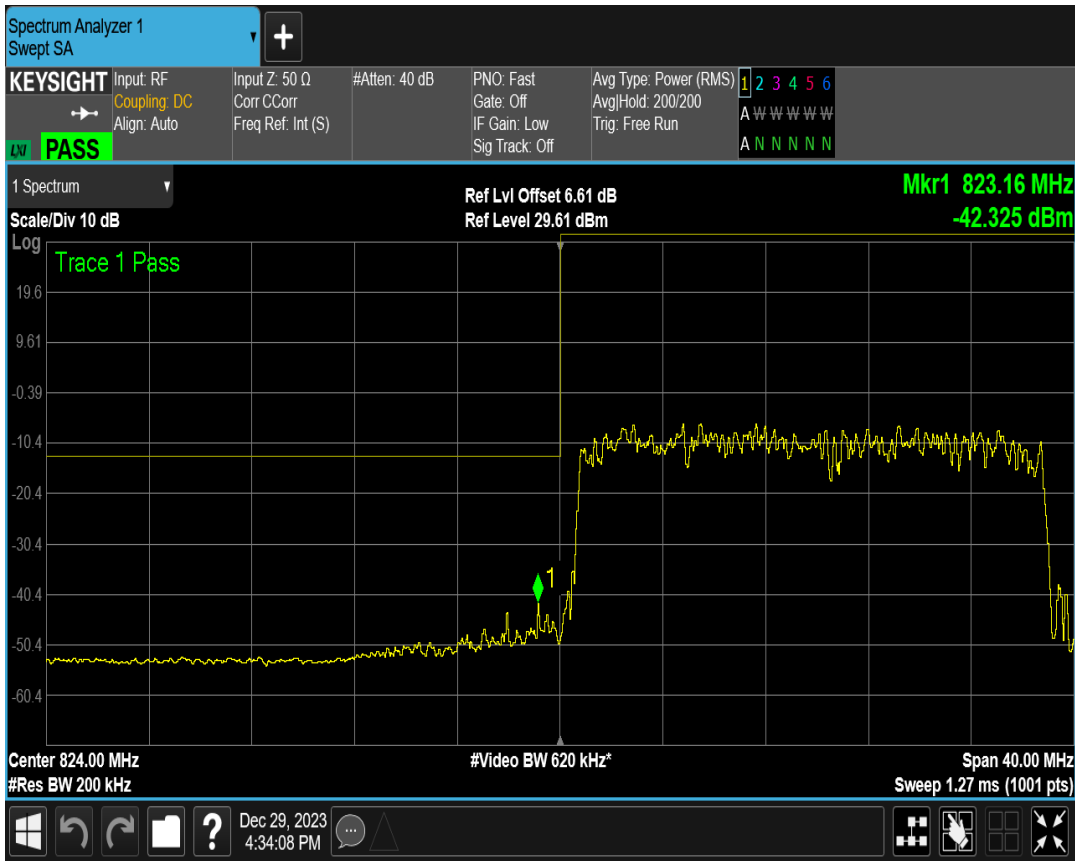 Spectrum Analyzer 1
Swept SA
+
KEYSIGHT
LXI PASS
Input: RF
Coupling: DC
Align: Auto
Input Z: 50 Ω
Corr CCorr
Freq Ref: Int (S)
#Atten: 40 dB
PNO: Fast
Gate: Off
IF Gain: Low
Sig Track: Off
Avg Type: Power (RMS)
Avg|Hold: 200/200
Trig: Free Run
1 2 3 4 5 6
A W W W W W
A N N N N N
1 Spectrum
Scale/Div 10 dB
Ref Lvl Offset 6.61 dB
Ref Level 29.61 dBm
Mkr1 823.16 MHz
-42.325 dBm
Log
Trace 1 Pass
19.6
9.61
-0.39
-10.4
-20.4
-30.4
-40.4
-50.4
-60.4
1
Center 824.00 MHz
#Res BW 200 kHz
#Video BW 620 kHz*
Span 40.00 MHz
Sweep 1.27 ms (1001 pts)
?
Dec 29, 2023
4:34:08 PM